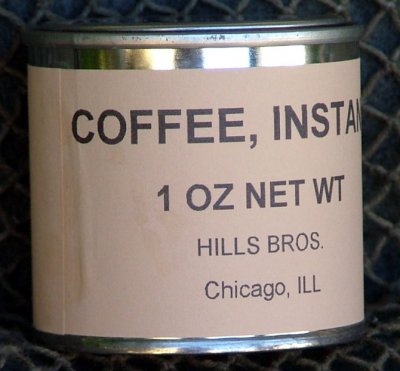 COFFEE, INSTAN
1 OZ NET WT
HILLS BROS.
Chicago, ILL